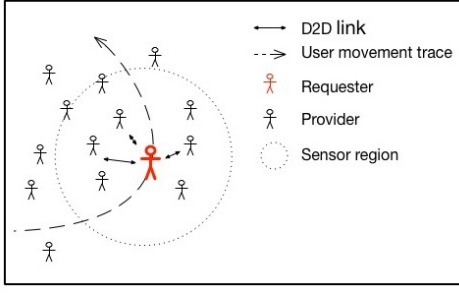 D2D link
User movement trace
Requester
Provider
Sensor region